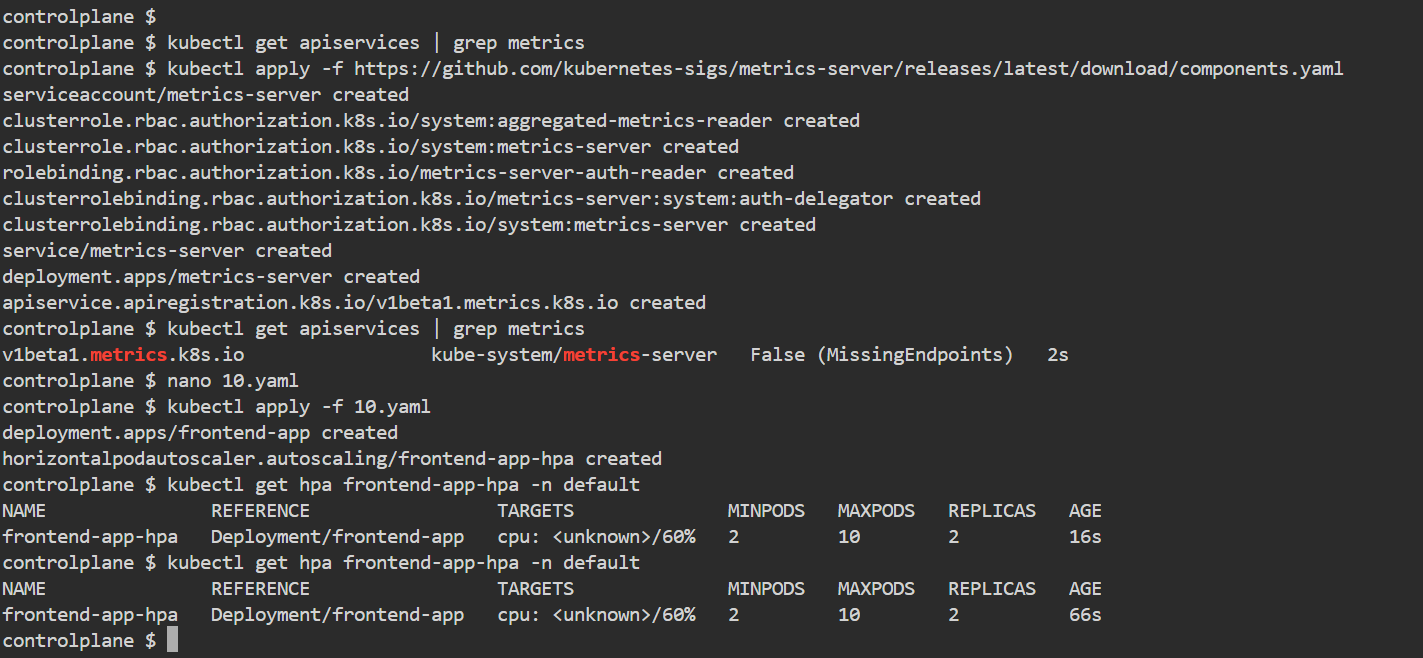 controlplane $
controlplane $ kubectl get apiservices | grep metrics
controlplane $ kubectl apply -f https://github.com/kubernetes-sigs/metrics-server/releases/latest/download/components.yaml
serviceaccount/metrics-server created
clusterrole.rbac.authorization.k8s.io/system:aggregated-metrics-reader created
clusterrole.rbac.authorization.k8s.io/system:metrics-server created
rolebinding.rbac.authorization.k8s.io/metrics-server-auth-reader created
clusterrolebinding.rbac.authorization.k8s.io/metrics-server:system:auth-delegator created
clusterrolebinding.rbac.authorization.k8s.io/system:metrics-server created
service/metrics-server created
deployment.apps/metrics-server created
apiservice.apiregistration.k8s.io/v1beta1.metrics.k8s.io created
controlplane $ kubectl get apiservices | grep metrics
v1beta1.metrics.k8s.io                 kube-system/metrics-server   False (MissingEndpoints)   2s
controlplane $ nano 10.yaml
controlplane $ kubectl apply -f 10.yaml
deployment.apps/frontend-app created
horizontalpodautoscaler.autoscaling/frontend-app-hpa created
controlplane $ kubectl get hpa frontend-app-hpa -n default
NAME               REFERENCE                 TARGETS              MINPODS   MAXPODS   REPLICAS   AGE
frontend-app-hpa   Deployment/frontend-app   cpu: <unknown>/60%   2         10        2          16s
controlplane $ kubectl get hpa frontend-app-hpa -n default
NAME               REFERENCE                 TARGETS              MINPODS   MAXPODS   REPLICAS   AGE
frontend-app-hpa   Deployment/frontend-app   cpu: <unknown>/60%   2         10        2          66s
controlplane $